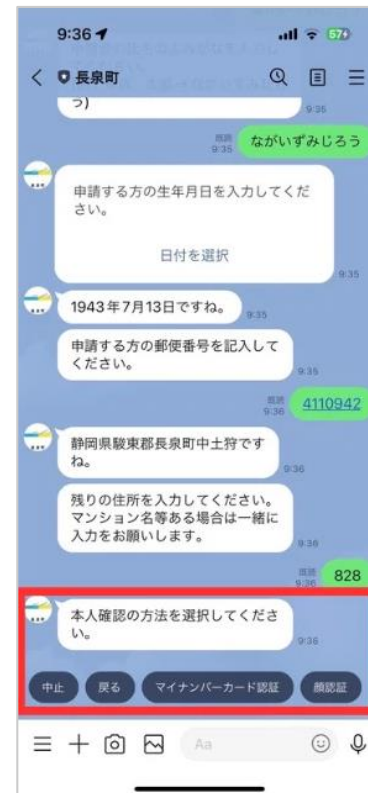 9:36
57
長泉町
う)
9:35
既読
9:35
ながいずみじろう
申請する方の生年月日を入力してくだ
さい。
日付を選択
9:35
1943年7月13日ですね。
9:35
申請する方の郵便番号を記入して
ください。
9:35
既読
9:36
4110942
静岡県駿東郡長泉町中土狩です
ね。
9:36
残りの住所を入力してください。
マンション名等ある場合は一緒に
入力をお願いします。
9:36
既読
9:36
828
本人確認の方法を選択してくださ
い。
9:36
中止 戻る マイナンバーカード認証 顔認証
Aa